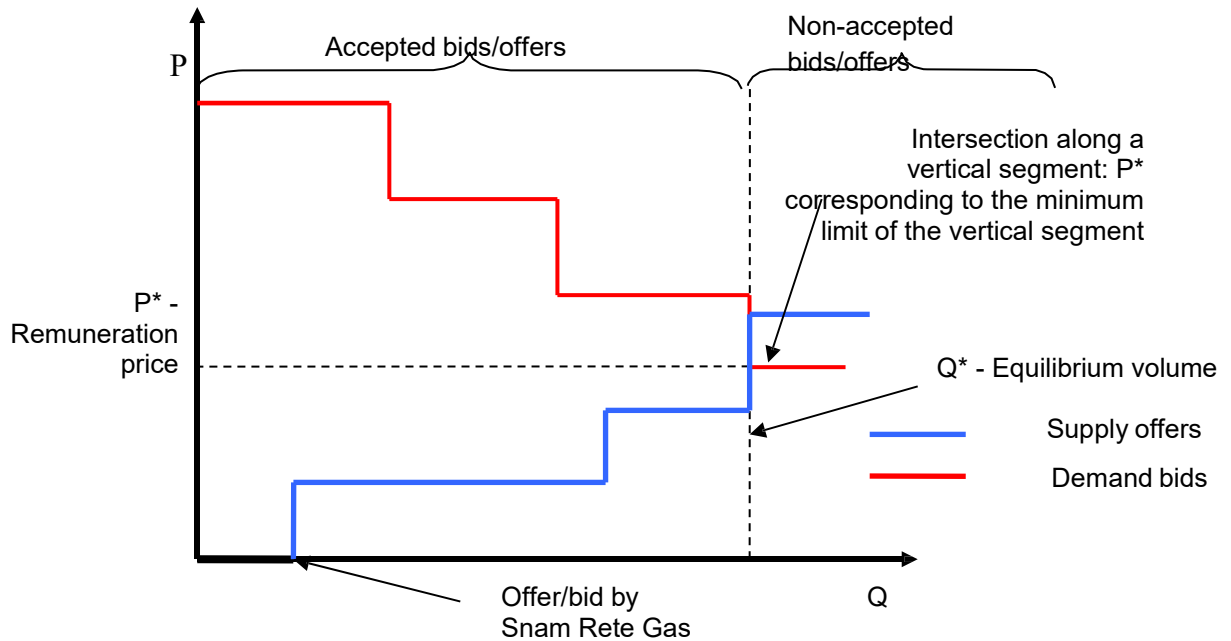 Accepted bids/offers
Non-accepted
bids/offers
P
Intersection along a
vertical segment: P*
corresponding to the minimum
limit of the vertical segment
P* -
Remuneration
price
Q* - Equilibrium volume
Supply offers
Demand bids
Offer/bid by
Snam Rete Gas
Q